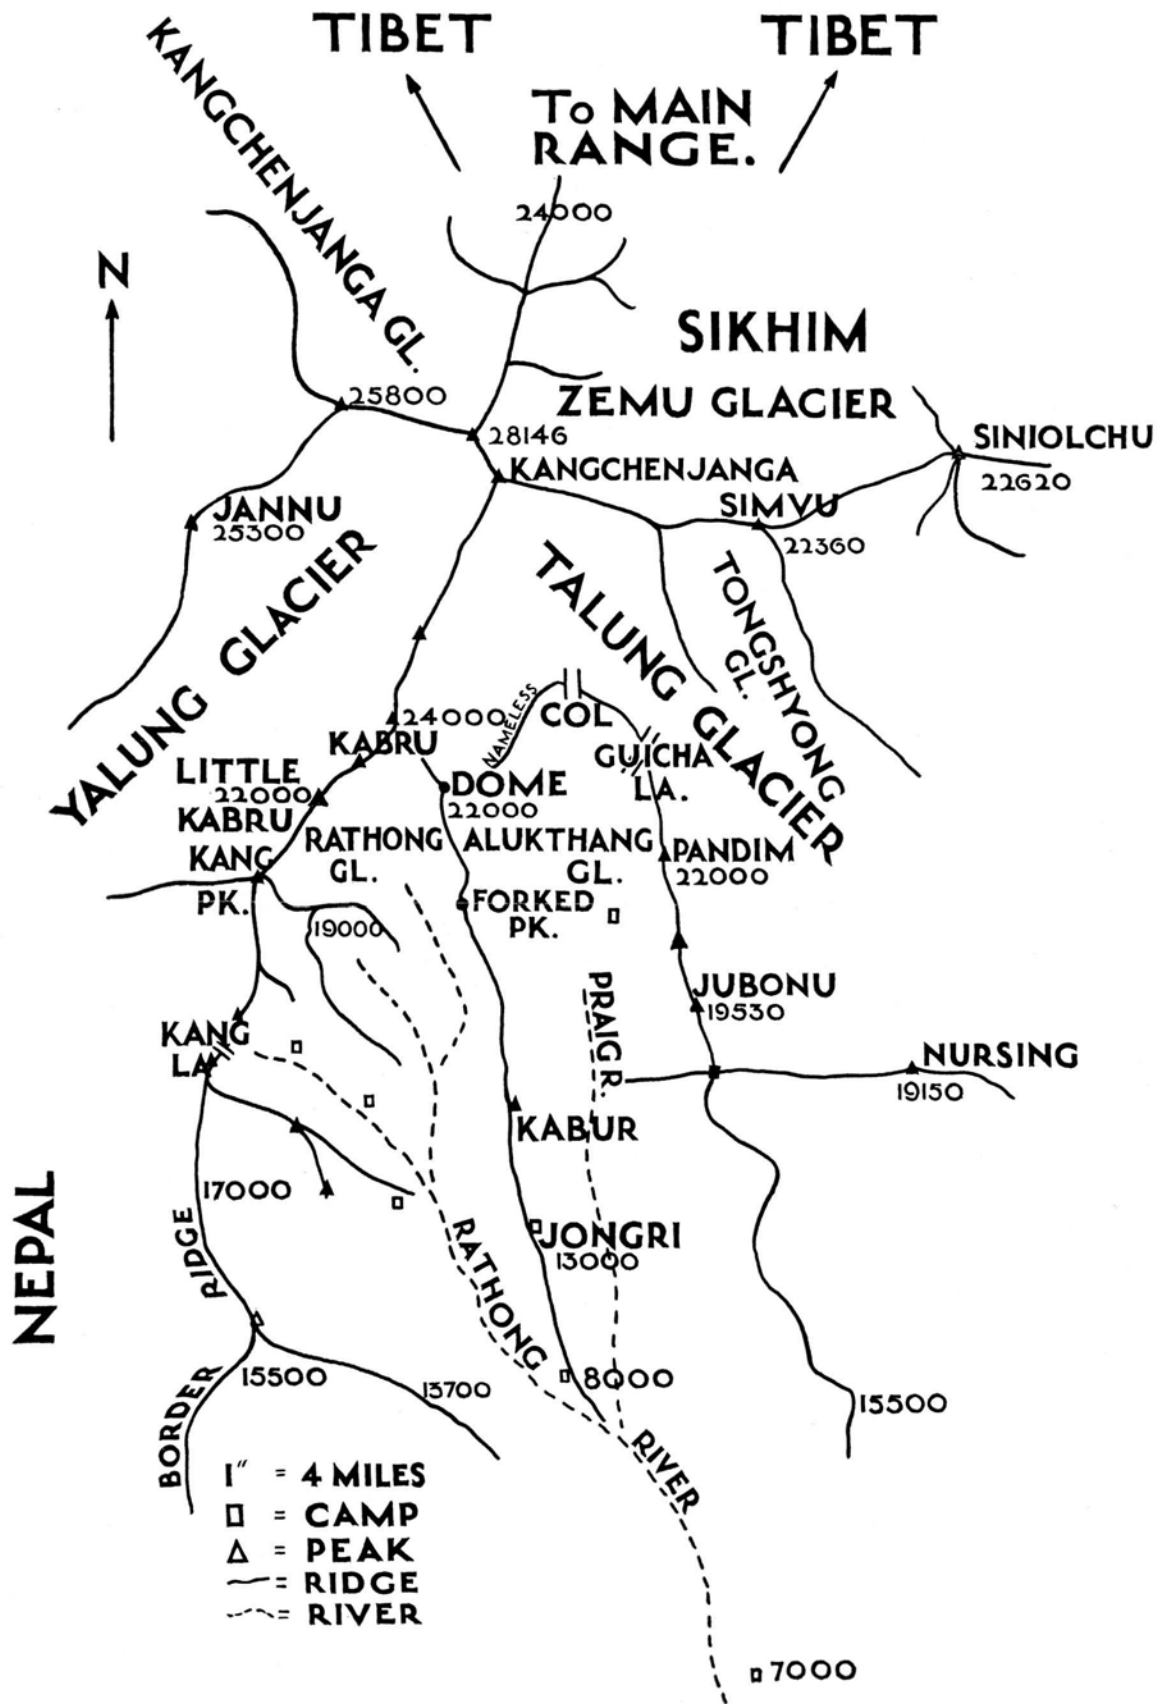 TIBET
TIBET
To MAIN
RANGE.
KANGCHENJANGA GL.
24000
N
SIKHIM
25800
ZEMU GLACIER
28146
SINIOLCHU
22620
KANGCHENJANGA
SIMVU
22360
JANNU
25300
YALUNG GLACIER
TALUNG GLACIER
TONGSHYONG
GL.
24000
NAMELESS
COL
KABRU
GUICHA
LA.
LITTLE
22000
KABRU
DOME
22000
RATHONG
GL.
ALUKTHANG
GL.
PANDIM
22000
KANG
PK.
FORKED
PK.
19000
PRAIG R.
JUBONU
19530
KANG
LA
NURSING
19150
KABUR
17000
NEPAL
BORDER RIDGE
JONGRI
13000
RATHONG RIVER
15500
13700
8000
15500
1" = 4 MILES
= CAMP
= PEAK
= RIDGE
= RIVER
7000